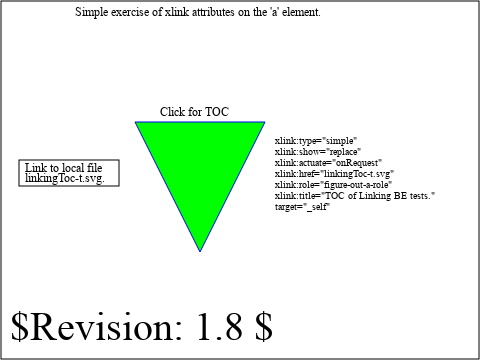 Simple exercise of xlink attributes on the 'a' element.
Click for TOC
Link to local file
linkingToc-t.svg.
xlink:type="simple"
xlink:show="replace"
xlink:actuate="onRequest"
xlink:href="linkingToc-t.svg"
xlink:role="figure-out-a-role"
xlink:title="TOC of Linking BE tests."
target="_self"
$Revision: 1.8 $